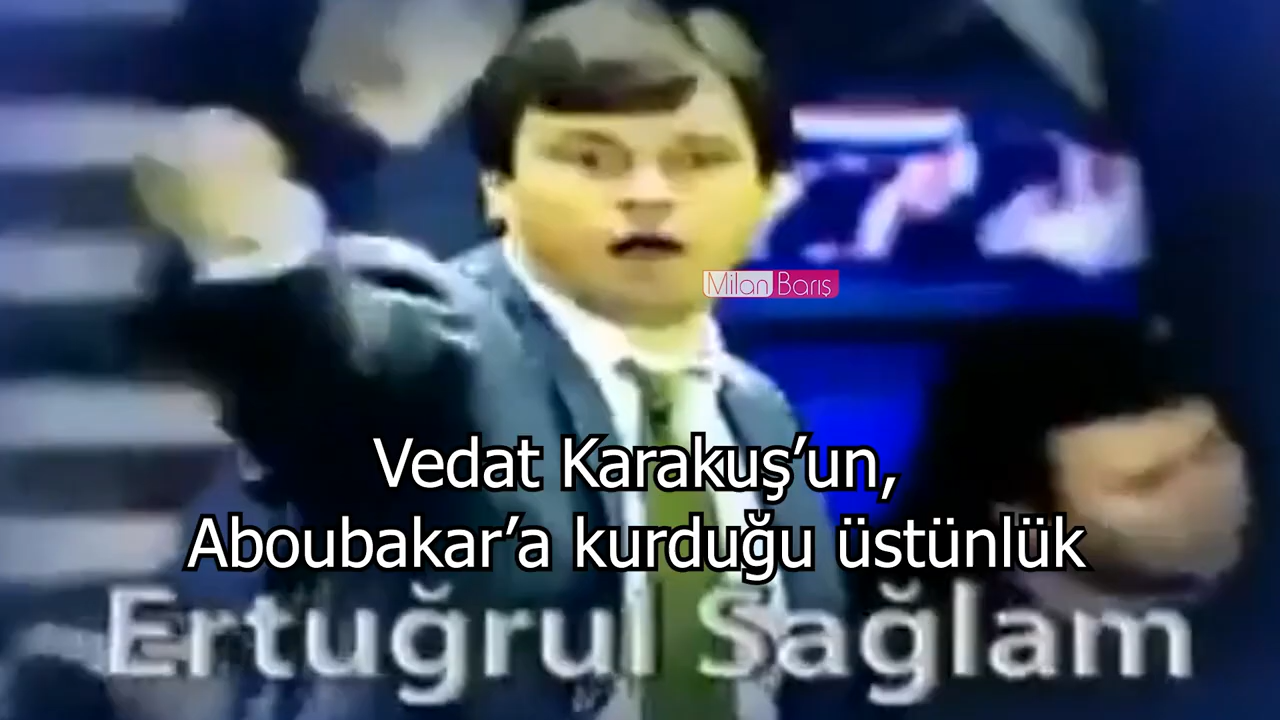 Milan Barış
Vedat Karakuş’un,
Aboubakar’a kurduğu üstünlük
Ertuğrul Sağlam